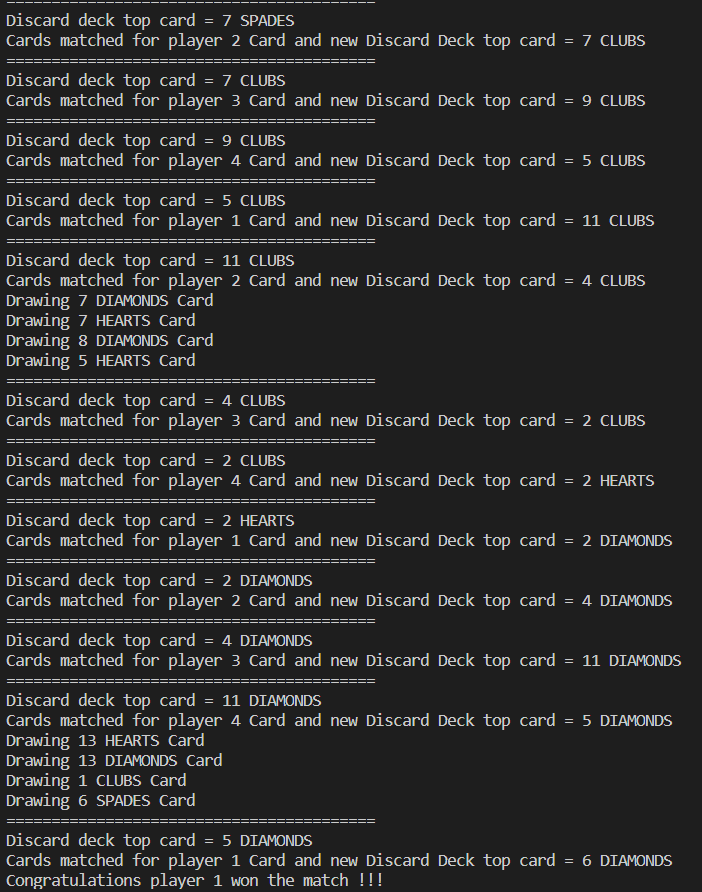 =========================================
Discard deck top card = 7 SPADES
Cards matched for player 2 Card and new Discard Deck top card = 7 CLUBS
=========================================
Discard deck top card = 7 CLUBS
Cards matched for player 3 Card and new Discard Deck top card = 9 CLUBS
=========================================
Discard deck top card = 9 CLUBS
Cards matched for player 4 Card and new Discard Deck top card = 5 CLUBS
=========================================
Discard deck top card = 5 CLUBS
Cards matched for player 1 Card and new Discard Deck top card = 11 CLUBS
=========================================
Discard deck top card = 11 CLUBS
Cards matched for player 2 Card and new Discard Deck top card = 4 CLUBS
Drawing 7 DIAMONDS Card
Drawing 7 HEARTS Card
Drawing 8 DIAMONDS Card
Drawing 5 HEARTS Card
=========================================
Discard deck top card = 4 CLUBS
Cards matched for player 3 Card and new Discard Deck top card = 2 CLUBS
=========================================
Discard deck top card = 2 CLUBS
Cards matched for player 4 Card and new Discard Deck top card = 2 HEARTS
=========================================
Discard deck top card = 2 HEARTS
Cards matched for player 1 Card and new Discard Deck top card = 2 DIAMONDS
=========================================
Discard deck top card = 2 DIAMONDS
Cards matched for player 2 Card and new Discard Deck top card = 4 DIAMONDS
=========================================
Discard deck top card = 4 DIAMONDS
Cards matched for player 3 Card and new Discard Deck top card = 11 DIAMONDS
=========================================
Discard deck top card = 11 DIAMONDS
Cards matched for player 4 Card and new Discard Deck top card = 5 DIAMONDS
Drawing 13 HEARTS Card
Drawing 13 DIAMONDS Card
Drawing 1 CLUBS Card
Drawing 6 SPADES Card
=========================================
Discard deck top card = 5 DIAMONDS
Cards matched for player 1 Card and new Discard Deck top card = 6 DIAMONDS
Congratulations player 1 won the match !!!